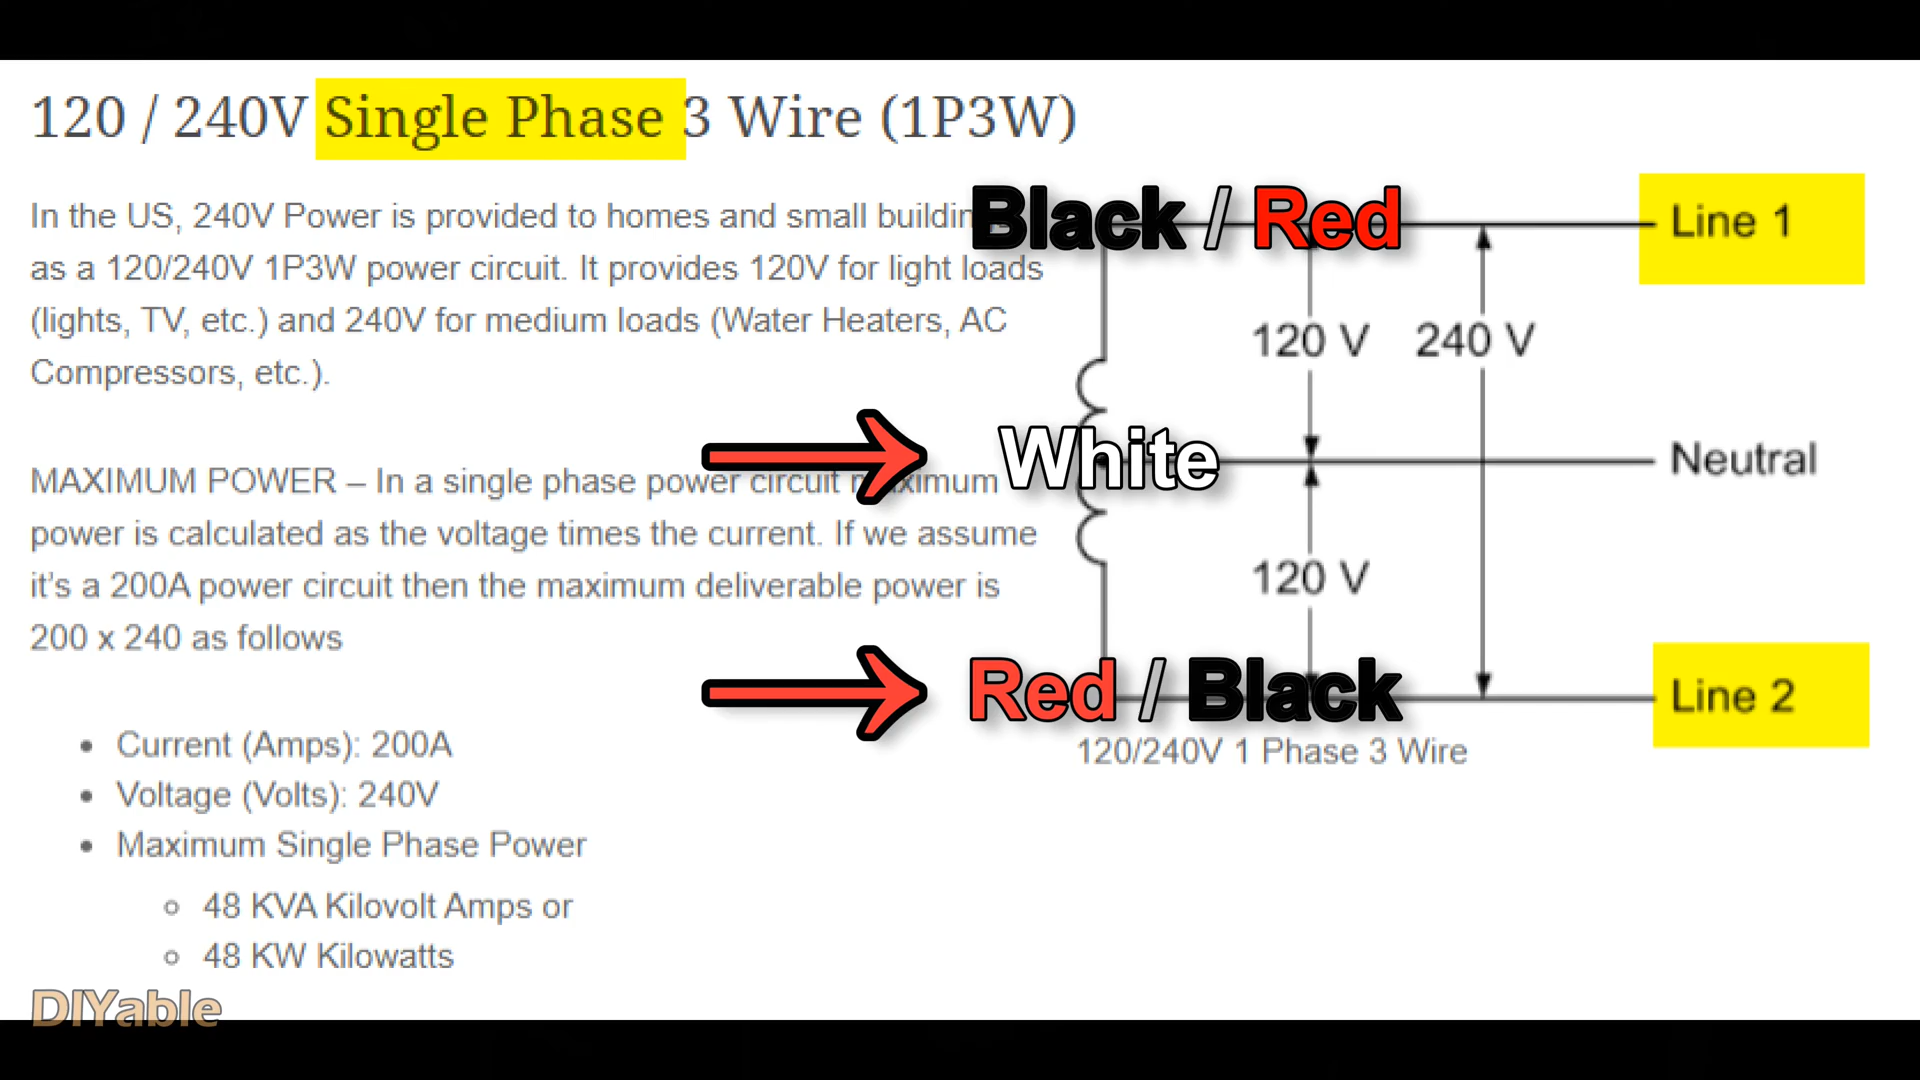 120 / 240V Single Phase 3 Wire (1P3W)
In the US, 240V Power is provided to homes and small
as a 120/240V 1P3W power circuit. It provides 120V for light loads
(lights, TV, etc.) and 240V for medium loads (Water Heaters, AC
Compressors, etc.).
MAXIMUM POWER – In a single phase power circuit
power is calculated as the voltage times the current. If we assume
it's a 200A power circuit then the maximum deliverable power is
200 x 240 as follows
• Current (Amps): 200A
• Voltage (Volts): 240V
• Maximum Single Phase Power
○ 48 KVA Kilovolt Amps or
○ 48 KW Kilowatts
Black / Red
Line 1
120 V
240 V
White
Neutral
120 V
Red / Black
Line 2
120/240V 1 Phase 3 Wire
DIYable